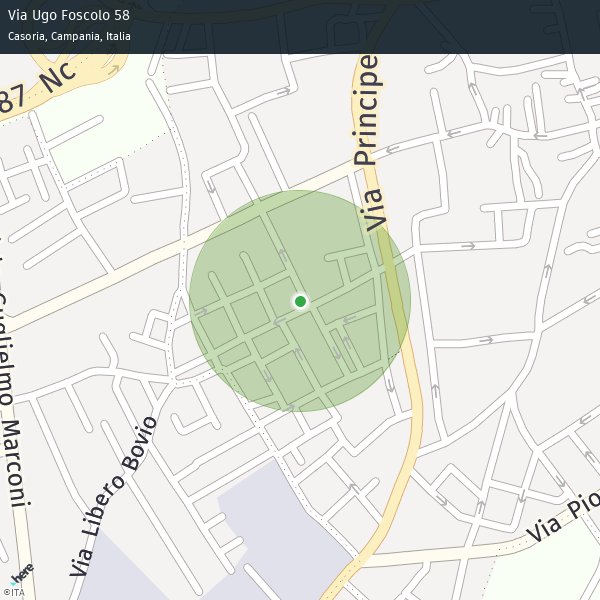 Via Ugo Foscolo 58
Casoria, Campania, Italia
87 Nc
Via Principe
Guglielmo Marconi
Via Libero Bovio
Via Pio
here
©ITA